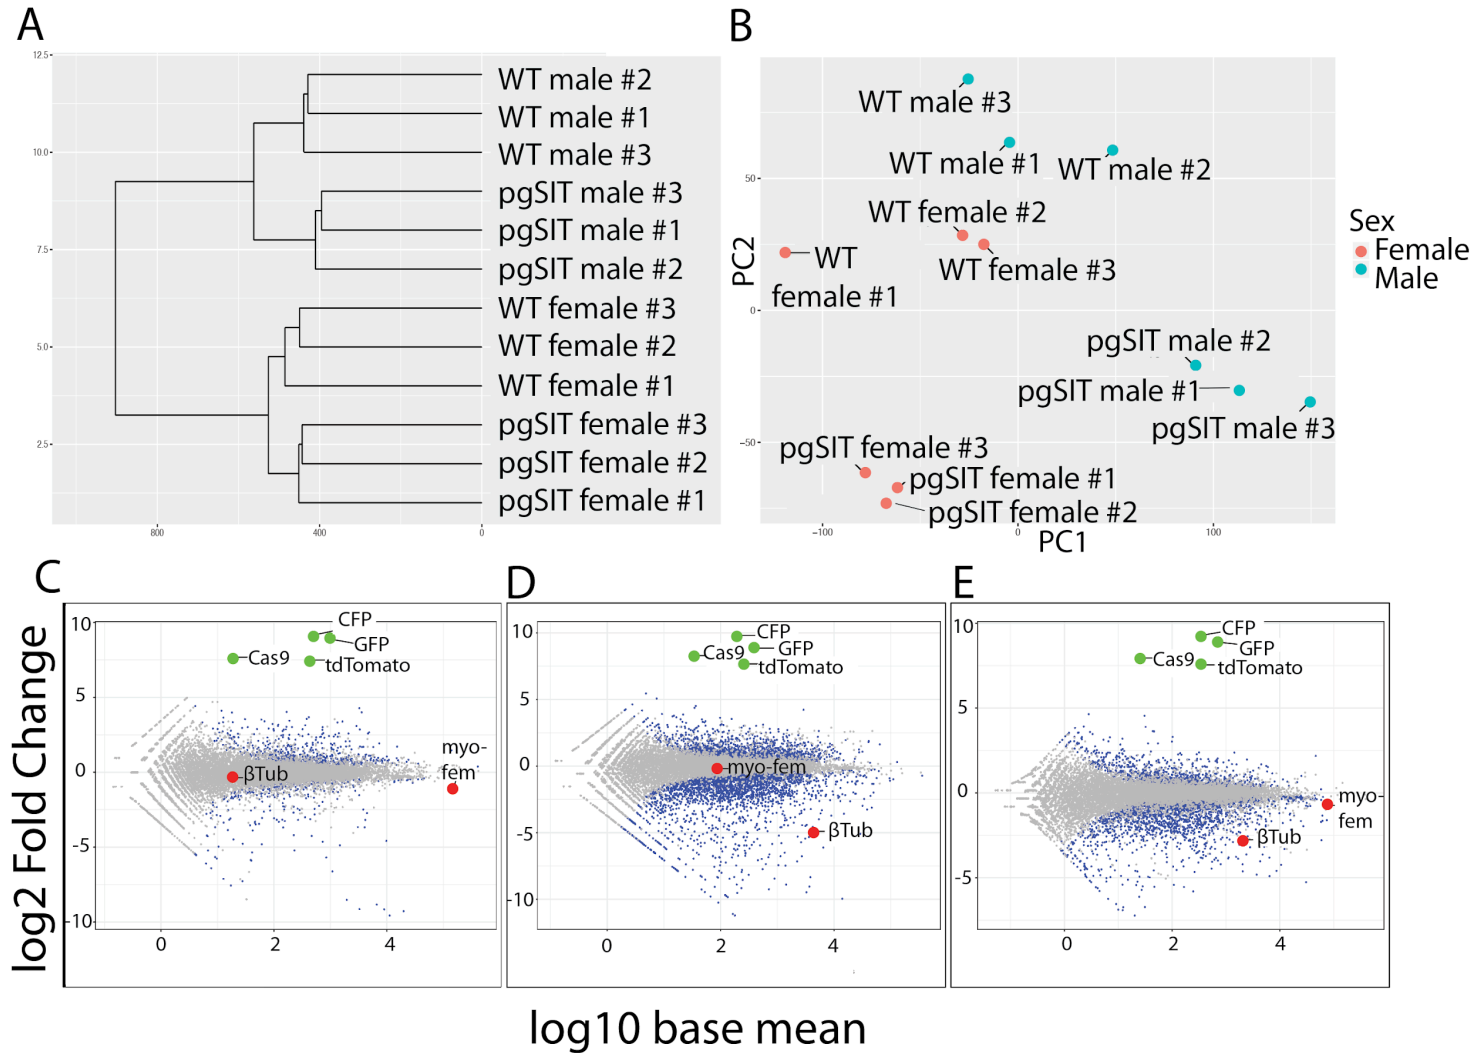 A
12.5
10.0
7.5
5.0
2.5
WT male #2
WT male #1
WT male #3
pgSIT male #3
pgSIT male #1
pgSIT male #2
WT female #3
WT female #2
WT female #1
pgSIT female #3
pgSIT female #2
pgSIT female #1
800
400
0
B
PC2
50
0
−50
WT male #3
WT male #1
WT male #2
WT female #2
WT female #3
WT
female #1
pgSIT male #2
pgSIT male #1
pgSIT male #3
pgSIT female #3
pgSIT female #1
pgSIT female #2
−100
0
100
PC1
Sex
Female
Male
log2 Fold Change
C
10
5
0
-5
-10
CFP
GFP
Cas9
tdTomato
βTub
myo-
fem
0
2
4
D
10
5
0
-5
-10
CFP
GFP
Cas9
tdTomato
myo-fem
βTub
0
2
4
E
10
5
0
-5
CFP
GFP
Cas9
tdTomato
myo-
fem
βTub
0
2
4
log10 base mean